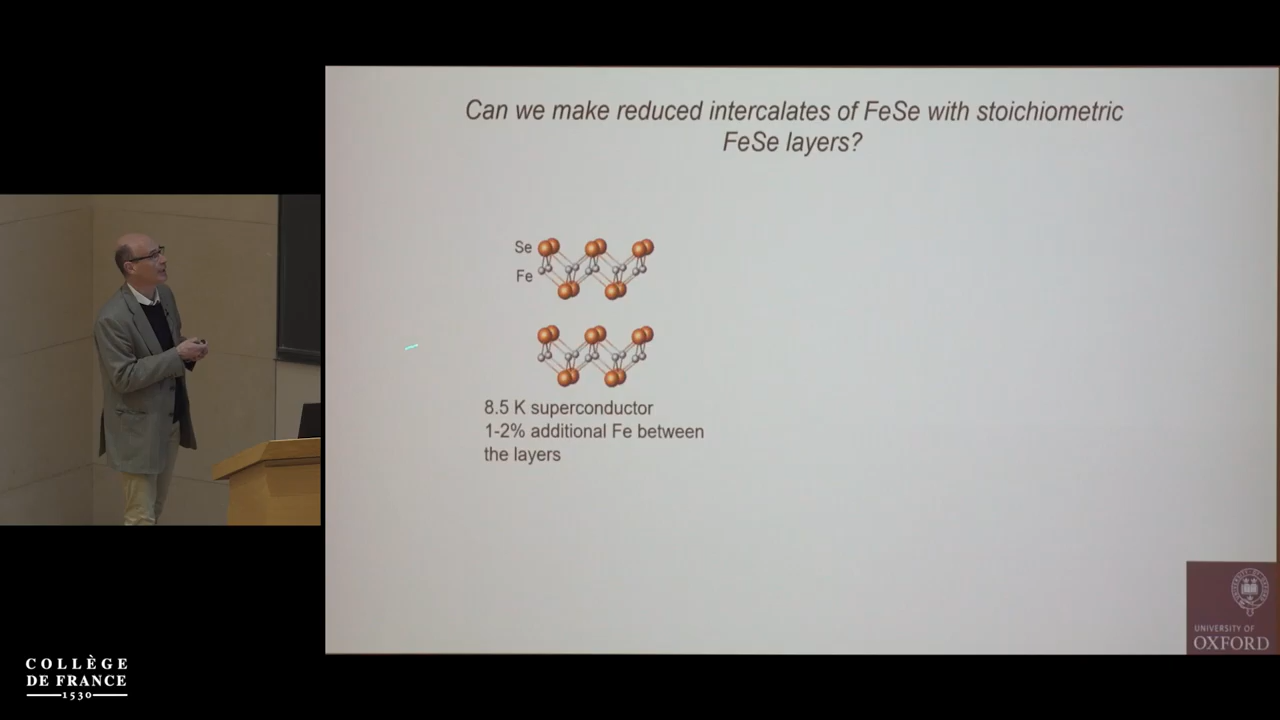 Can we make reduced intercalates of FeSe with stoichiometric
FeSe layers?
Se
Fe
8.5 K superconductor
1-2% additional Fe between
the layers
UNIVERSITY OF
OXFORD
COLLÈGE
DE FRANCE
1530